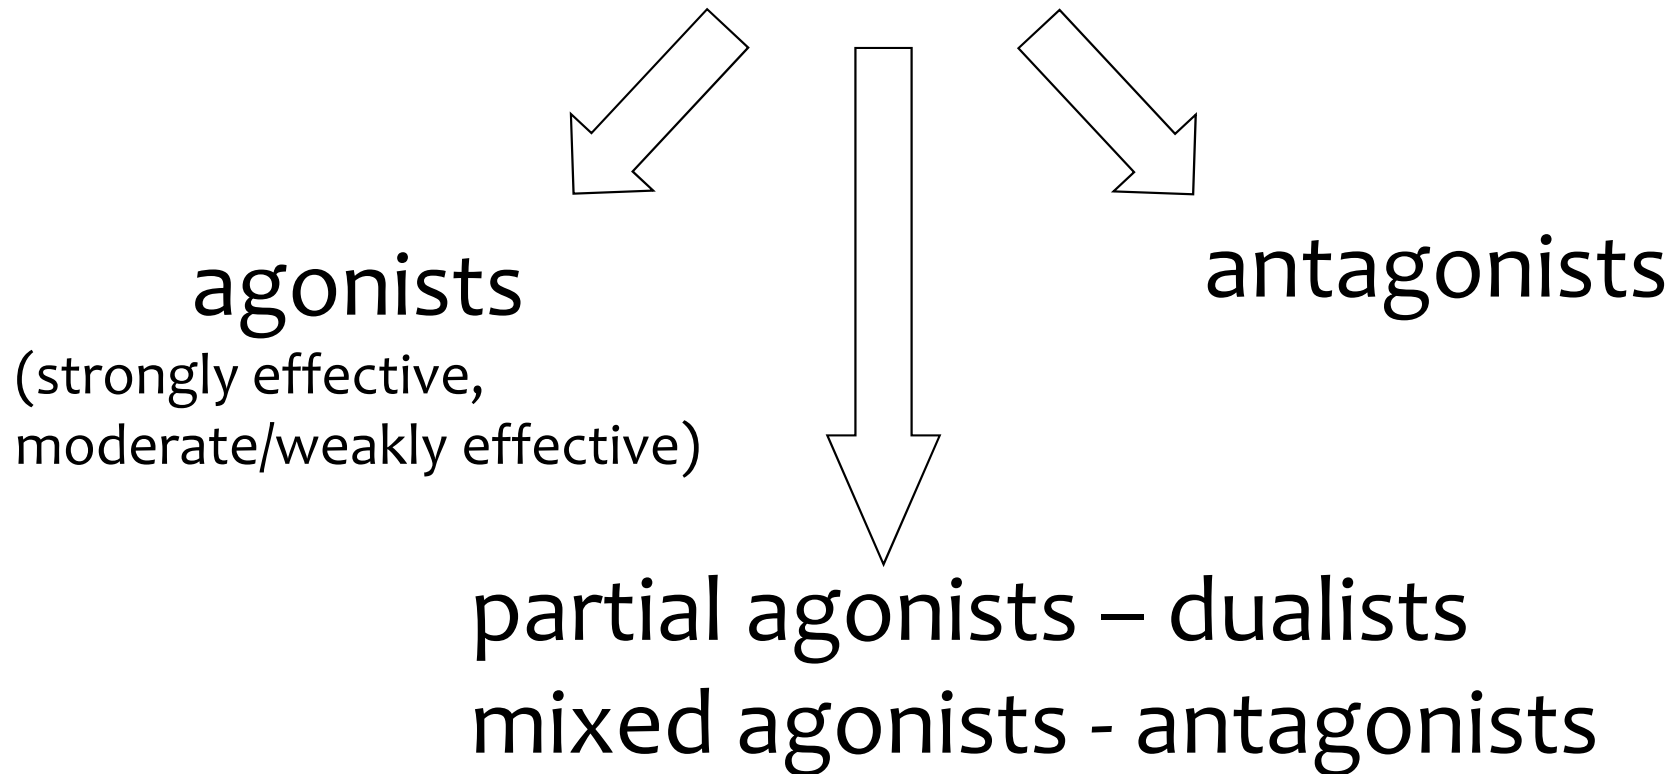 agonists
(strongly effective,
moderate/weakly effective)
antagonists
partial agonists – dualists
mixed agonists - antagonists